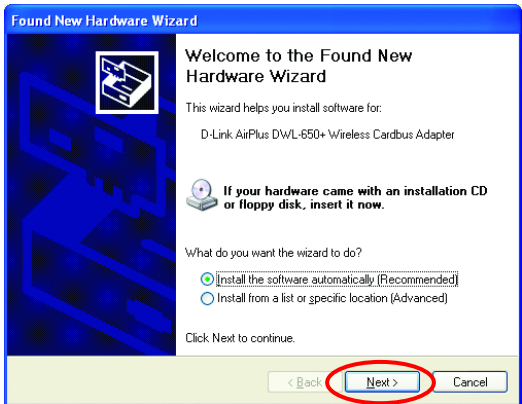 Found New Hardware Wizard
Welcome to the Found New
Hardware Wizard
This wizard helps you install software for:
D-Link AirPlus DWL-650+ Wireless Cardbus Adapter
If your hardware came with an installation CD
or floppy disk, insert it now.
What do you want the wizard to do?
Install the software automatically (Recommended)
Install from a list or specific location (Advanced)
Click Next to continue.
< Back
Next >
Cancel